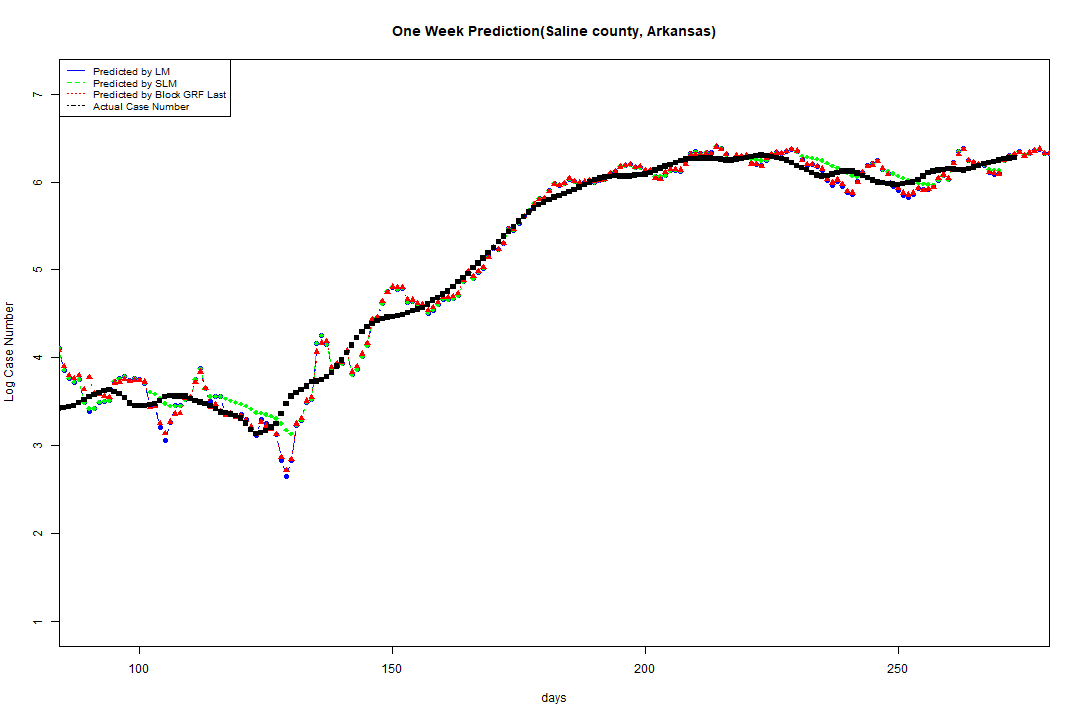 One Week Prediction(Saline county, Arkansas)
Predicted by LM
Predicted by SLM
Predicted by Block GRF Last
Actual Case Number
7
6
5
4
3
2
1
Log Case Number
100 150 200 250
days